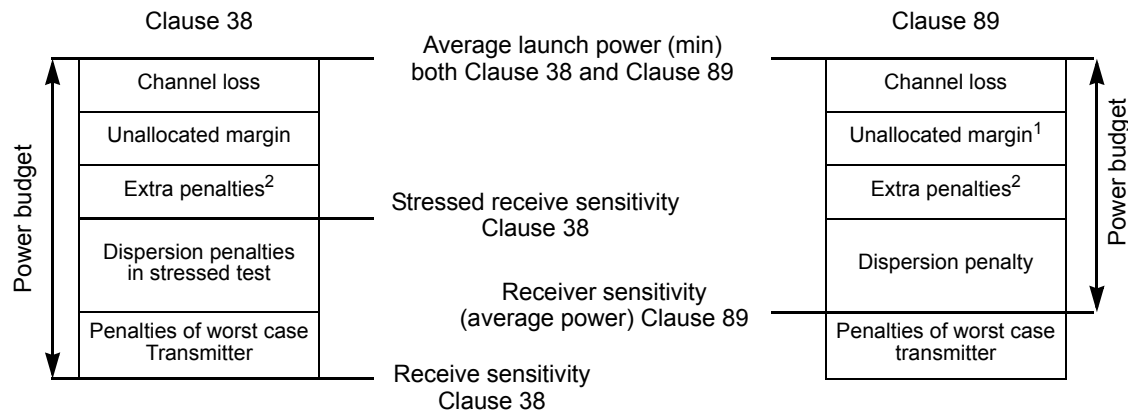 Clause 38
Average launch power (min)
both Clause 38 and Clause 89
Clause 89
Power budget
Channel loss
Unallocated margin
Extra penalties2
Dispersion penalties
in stressed test
Penalties of worst case
Transmitter
Stressed receive sensitivity
Clause 38
Receiver sensitivity
(average power) Clause 89
Receive sensitivity
Clause 38
Channel loss
Unallocated margin1
Extra penalties2
Dispersion penalty
Penalties of worst case
transmitter
Power budget